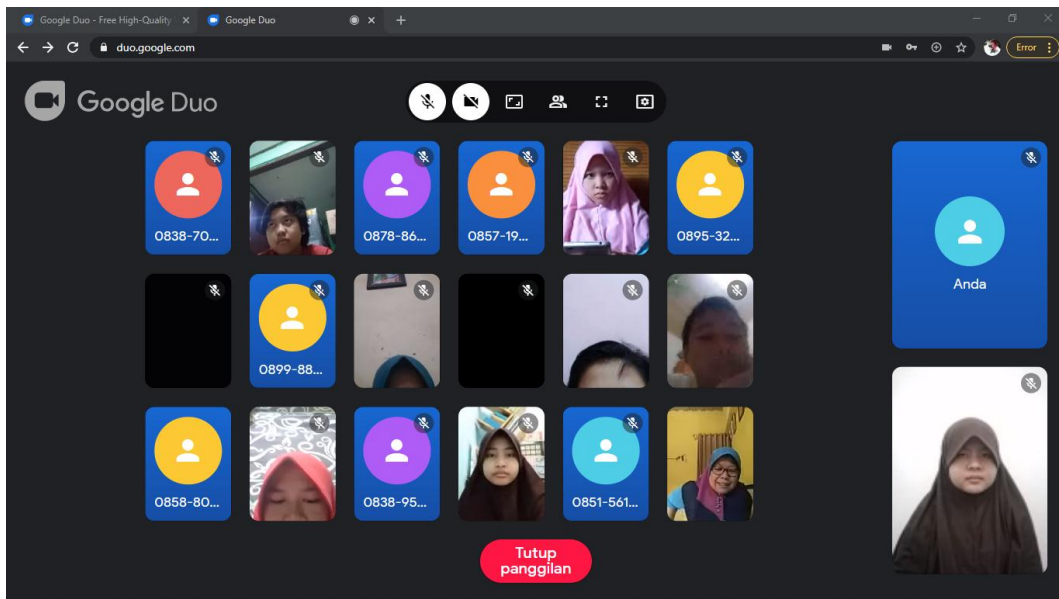 Google Duo - Free High-Quality
Google Duo
duo.google.com
Error
Google Duo
0838-70...
0878-86...
0857-19...
0895-32...
Anda
0899-88...
0858-80...
0838-95...
0851-561...
Tutup
panggilan